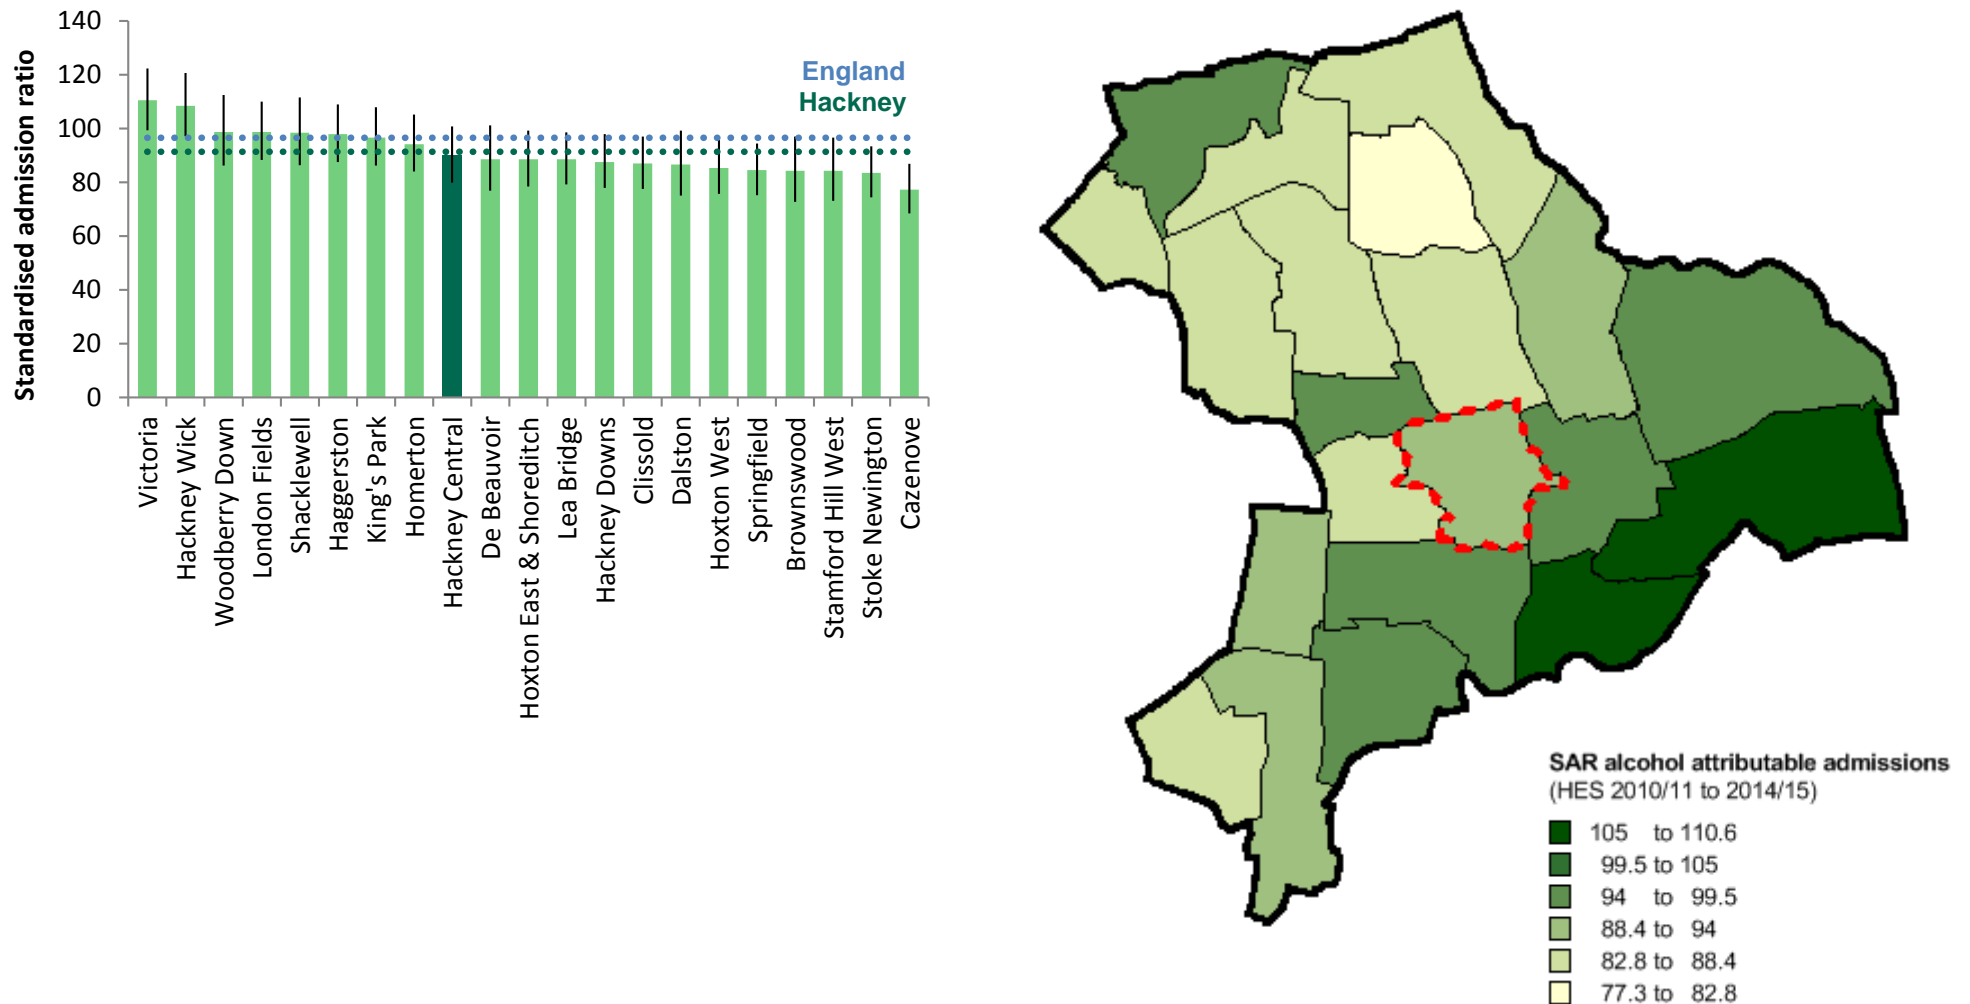 Standardised admission ratio
140
120
100
80
60
40
20
0
England
Hackney
Victoria
Hackney Wick
Woodberry Down
London Fields
Shacklewell
Haggerston
King's Park
Homerton
Hackney Central
De Beauvoir
Hoxton East & Shoreditch
Lea Bridge
Hackney Downs
Clissold
Dalston
Hoxton West
Springfield
Brownswood
Stamford Hill West
Stoke Newington
Cazenove
SAR alcohol attributable admissions
(HES 2010/11 to 2014/15)
105 to 110.6
99.5 to 105
94 to 99.5
88.4 to 94
82.8 to 88.4
77.3 to 82.8